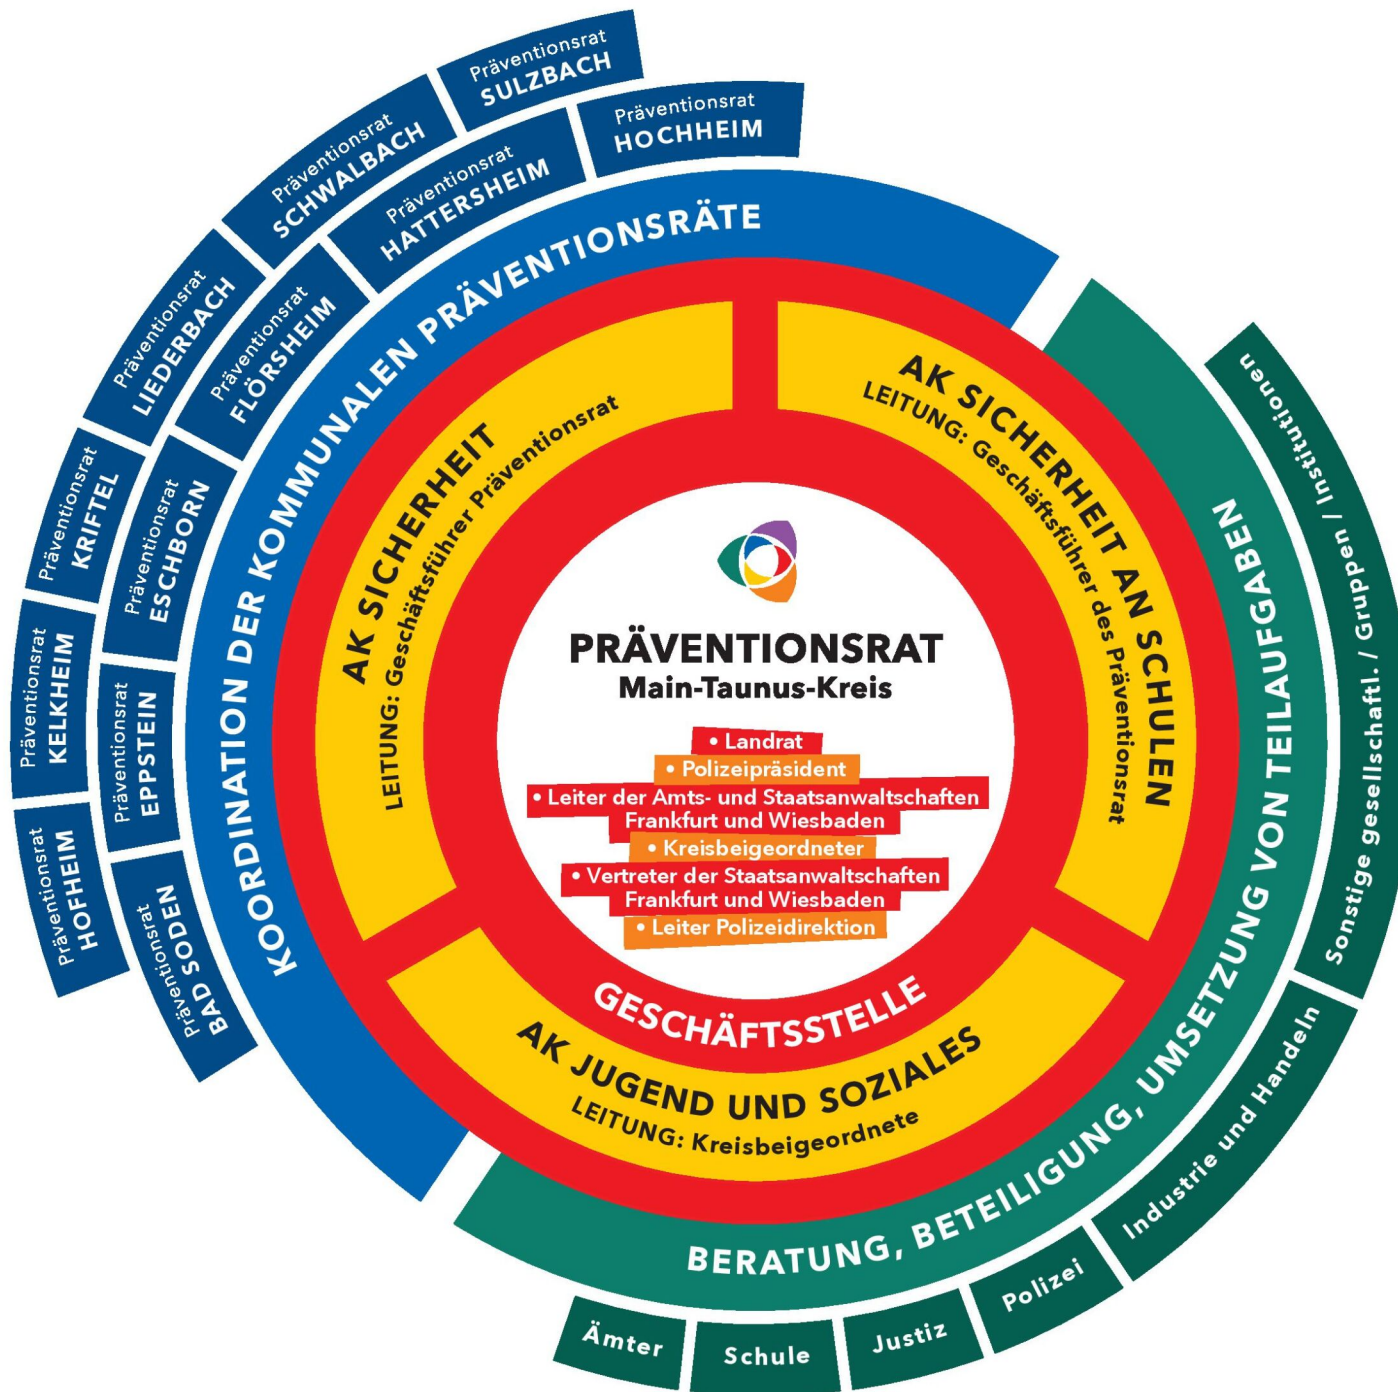 PRÄVENTIONSRAT
Main-Taunus-Kreis
• Landrat
• Polizeipräsident
• Leiter der Amts- und Staatsanwaltschaften
Frankfurt und Wiesbaden
• Kreisbeigeordneter
• Vertreter der Staatsanwaltschaften
Frankfurt und Wiesbaden
• Leiter Polizeidirektion
GESCHÄFTSSTELLE
AK SICHERHEIT
LEITUNG: Geschäftsführer Präventionsrat
AK SICHERHEIT AN SCHULEN
LEITUNG: Geschäftsführer des Präventionsrat
AK JUGEND UND SOZIALES
LEITUNG: Kreisbeigeordnete
KOORDINATION DER KOMMUNALEN PRÄVENTIONSRÄTE
Präventionsrat
BAD SODEN
Präventionsrat
EPPSTEIN
Präventionsrat
ESCHBORN
Präventionsrat
FLÖRSHEIM
Präventionsrat
HATTERSHEIM
Präventionsrat
HOCHHEIM
Präventionsrat
HOFHEIM
Präventionsrat
KELKHEIM
Präventionsrat
KRIFTEL
Präventionsrat
LIEDERBACH
Präventionsrat
SCHWALBACH
Präventionsrat
SULZBACH
BERATUNG, BETEILIGUNG, UMSETZUNG VON TEILAUFGABEN
Ämter
Schule
Justiz
Polizei
Industrie und Handeln
Sonstige gesellschaftl. / Gruppen / Institutionen